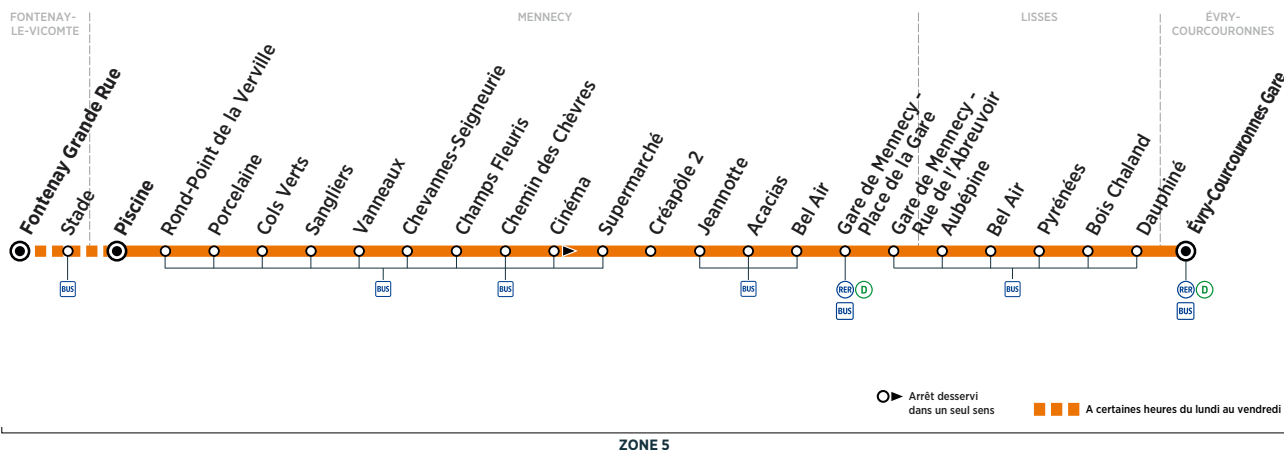 FONTENAY-
LE-VICOMTE
MENNECY
LISSES
ÉVRY-
COURCOURONNES
Fontenay Grande Rue
Stade
Piscine
Rond-Point de la Verville
Porcelaine
Cols Verts
Sangliers
Vanneaux
Chevannes-Seigneurie
Champs Fleuris
Chemin des Chèvres
Cinéma
Supermarché
Créapôle 2
Jeannotte
Acacias
Bel Air
Gare de Mennecy -
Place de la Gare
Gare de Mennecy -
Rue de l'Abreuvoir
Aubépine
Bel Air
Pyrénées
Bois Chaland
Dauphiné
Évry-Courcouronnes Gare
BUS
BUS
BUS
BUS
RER D
BUS
BUS
RER D
BUS
Arrêt desservi
dans un seul sens
A certaines heures du lundi au vendredi
ZONE 5